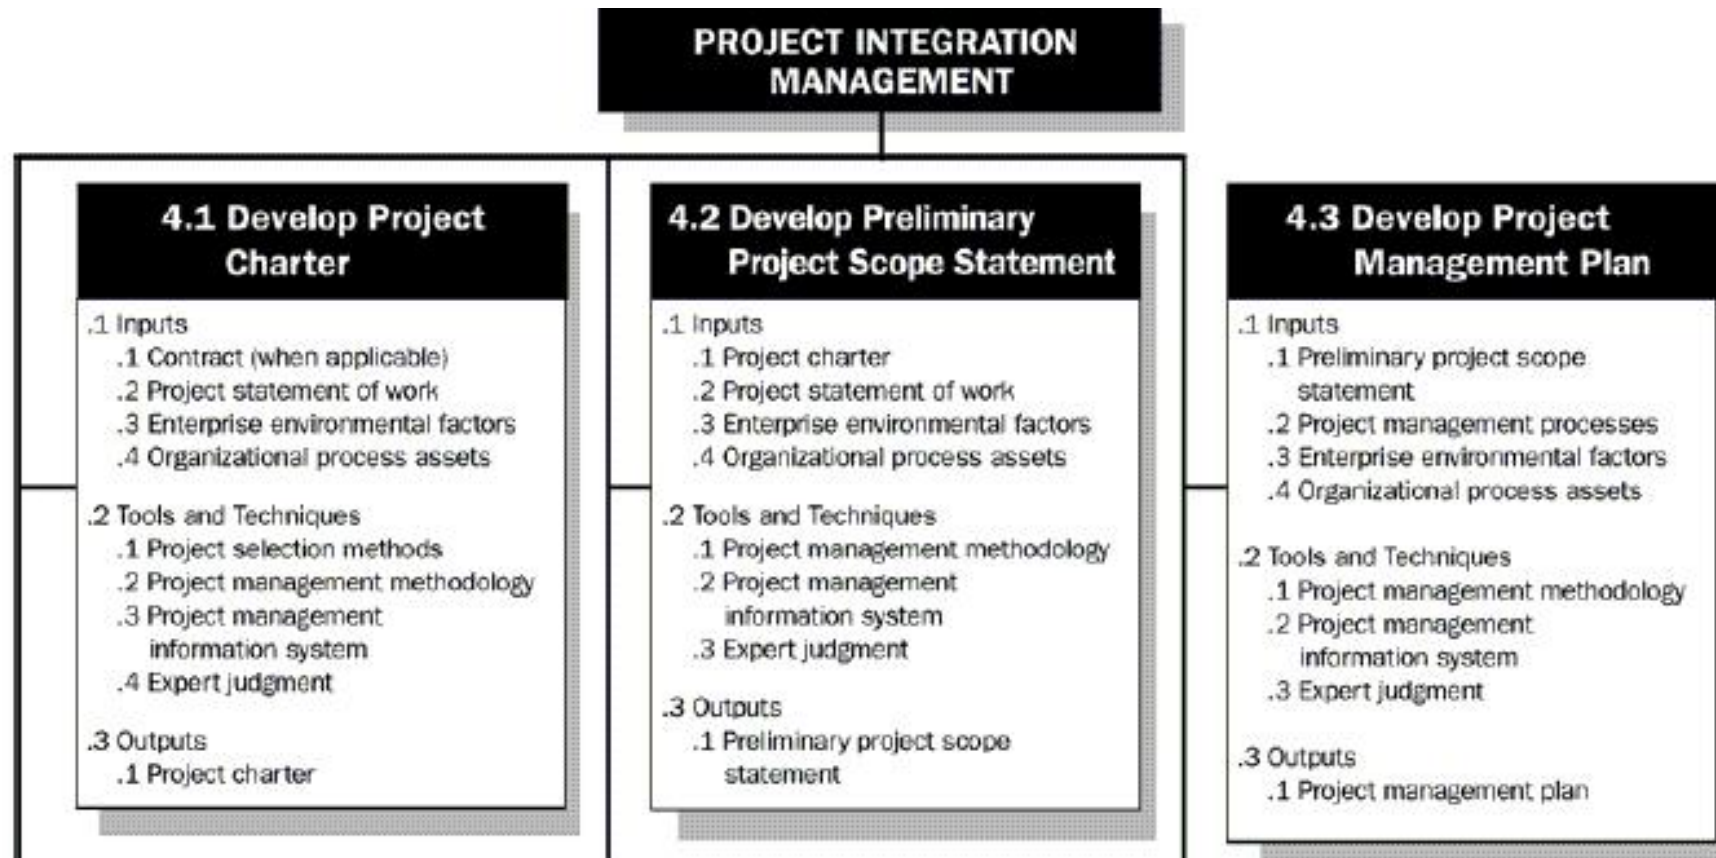 PROJECT INTEGRATION
MANAGEMENT
4.1 Develop Project
Charter
.1 Inputs
.1 Contract (when applicable)
.2 Project statement of work
.3 Enterprise environmental factors
.4 Organizational process assets
.2 Tools and Techniques
.1 Project selection methods
.2 Project management methodology
.3 Project management
information system
.4 Expert judgment
.3 Outputs
.1 Project charter
4.2 Develop Preliminary
Project Scope Statement
.1 Inputs
.1 Project charter
.2 Project statement of work
.3 Enterprise environmental factors
.4 Organizational process assets
.2 Tools and Techniques
.1 Project management methodology
.2 Project management
information system
.3 Expert judgment
.3 Outputs
.1 Preliminary project scope
statement
4.3 Develop Project
Management Plan
.1 Inputs
.1 Preliminary project scope
statement
.2 Project management processes
.3 Enterprise environmental factors
.4 Organizational process assets
.2 Tools and Techniques
.1 Project management methodology
.2 Project management
information system
.3 Expert judgment
.3 Outputs
.1 Project management plan